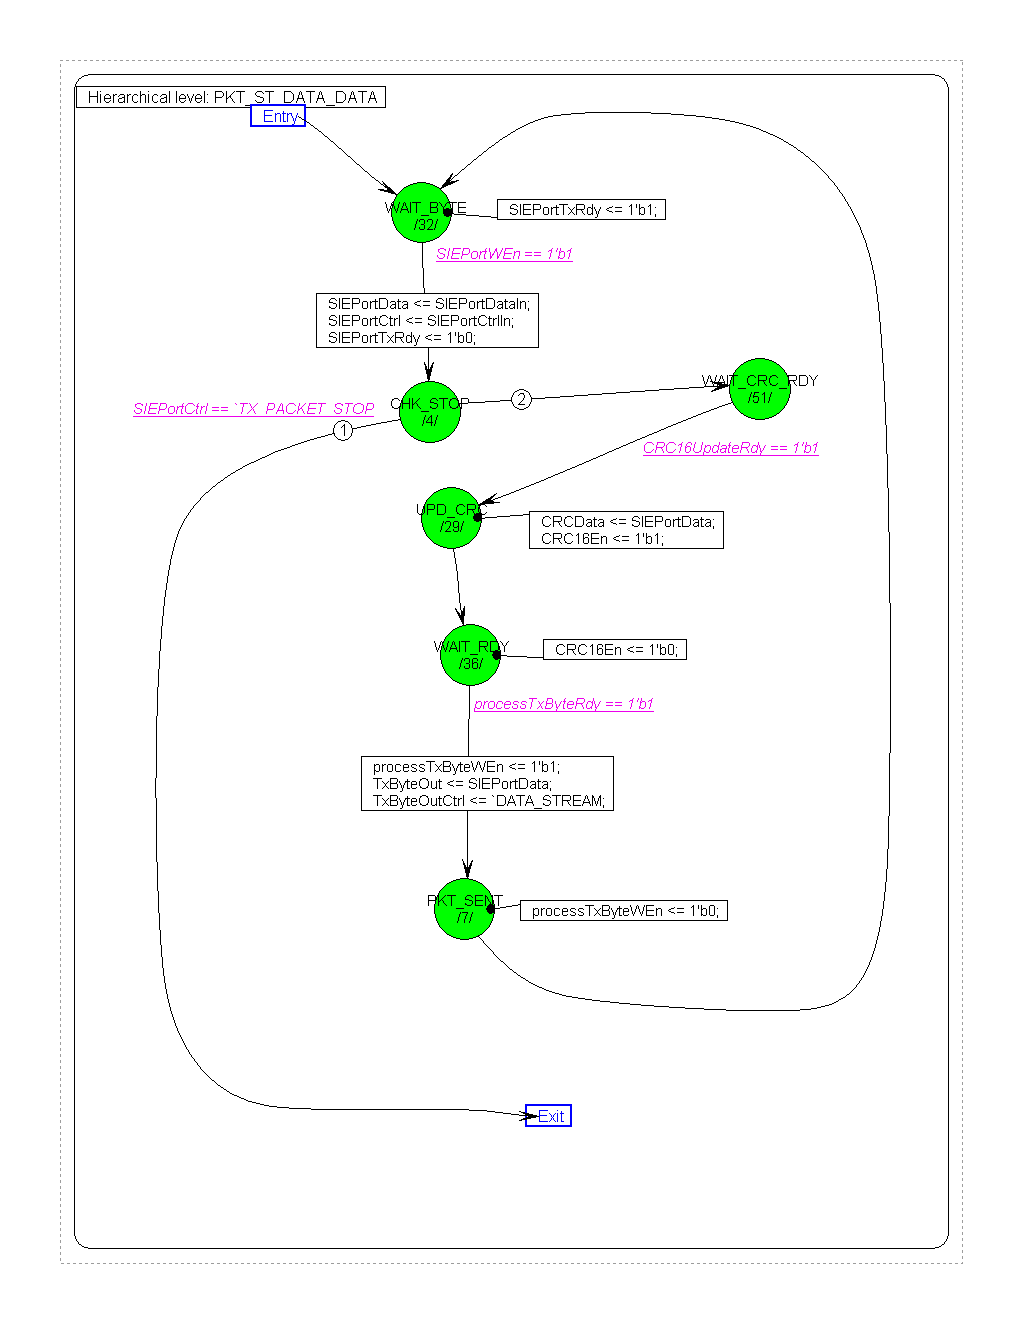 Hierarchical level: PKT_ST_DATA_DATA
Entry
WAIT_BYTE
/32/
SIEPortTxRdy <= 1'b1;
SIEPortWEn == 1'b1
SIEPortData <= SIEPortDataIn;
SIEPortCtrl <= SIEPortCtrlIn;
SIEPortTxRdy <= 1'b0;
WAIT_CRC_RDY
/51/
CHK_STOP
/4/
2
SIEPortCtrl == `TX_PACKET_STOP
1
CRC16UpdateRdy == 1'b1
UPD_CRC
/29/
CRCData <= SIEPortData;
CRC16En <= 1'b1;
WAIT_RDY
/36/
CRC16En <= 1'b0;
processTxByteRdy == 1'b1
processTxByteWEn <= 1'b1;
TxByteOut <= SIEPortData;
TxByteOutCtrl <= `DATA_STREAM;
PKT_SENT
/7/
processTxByteWEn <= 1'b0;
Exit